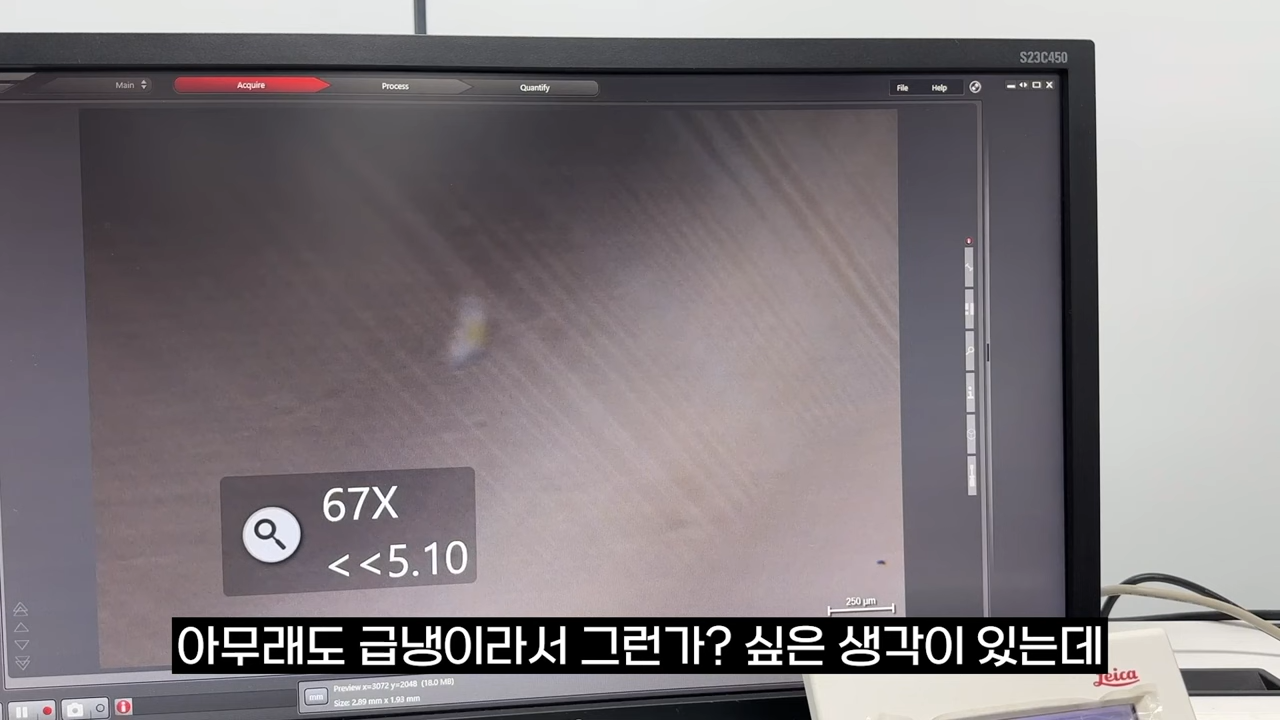 S23C450
Main
Acquire
Process
Quantify
File
Help
67X
<<5.10
250 µm
아무래도 급냉이라서 그런가? 싶은 생각이 있는데
Leica
mm
Preview x=3072 y=2048 (18.0 MB)
Size: 2.89 mm x 1.93 mm